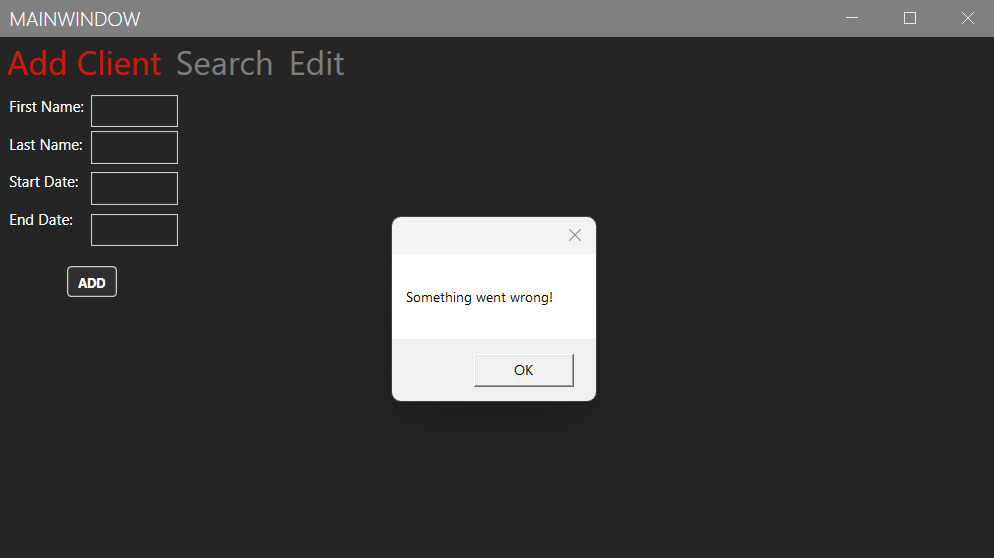 MAINWINDOW
Add Client Search Edit
First Name:
Last Name:
Start Date:
End Date:
ADD
Something went wrong!
OK